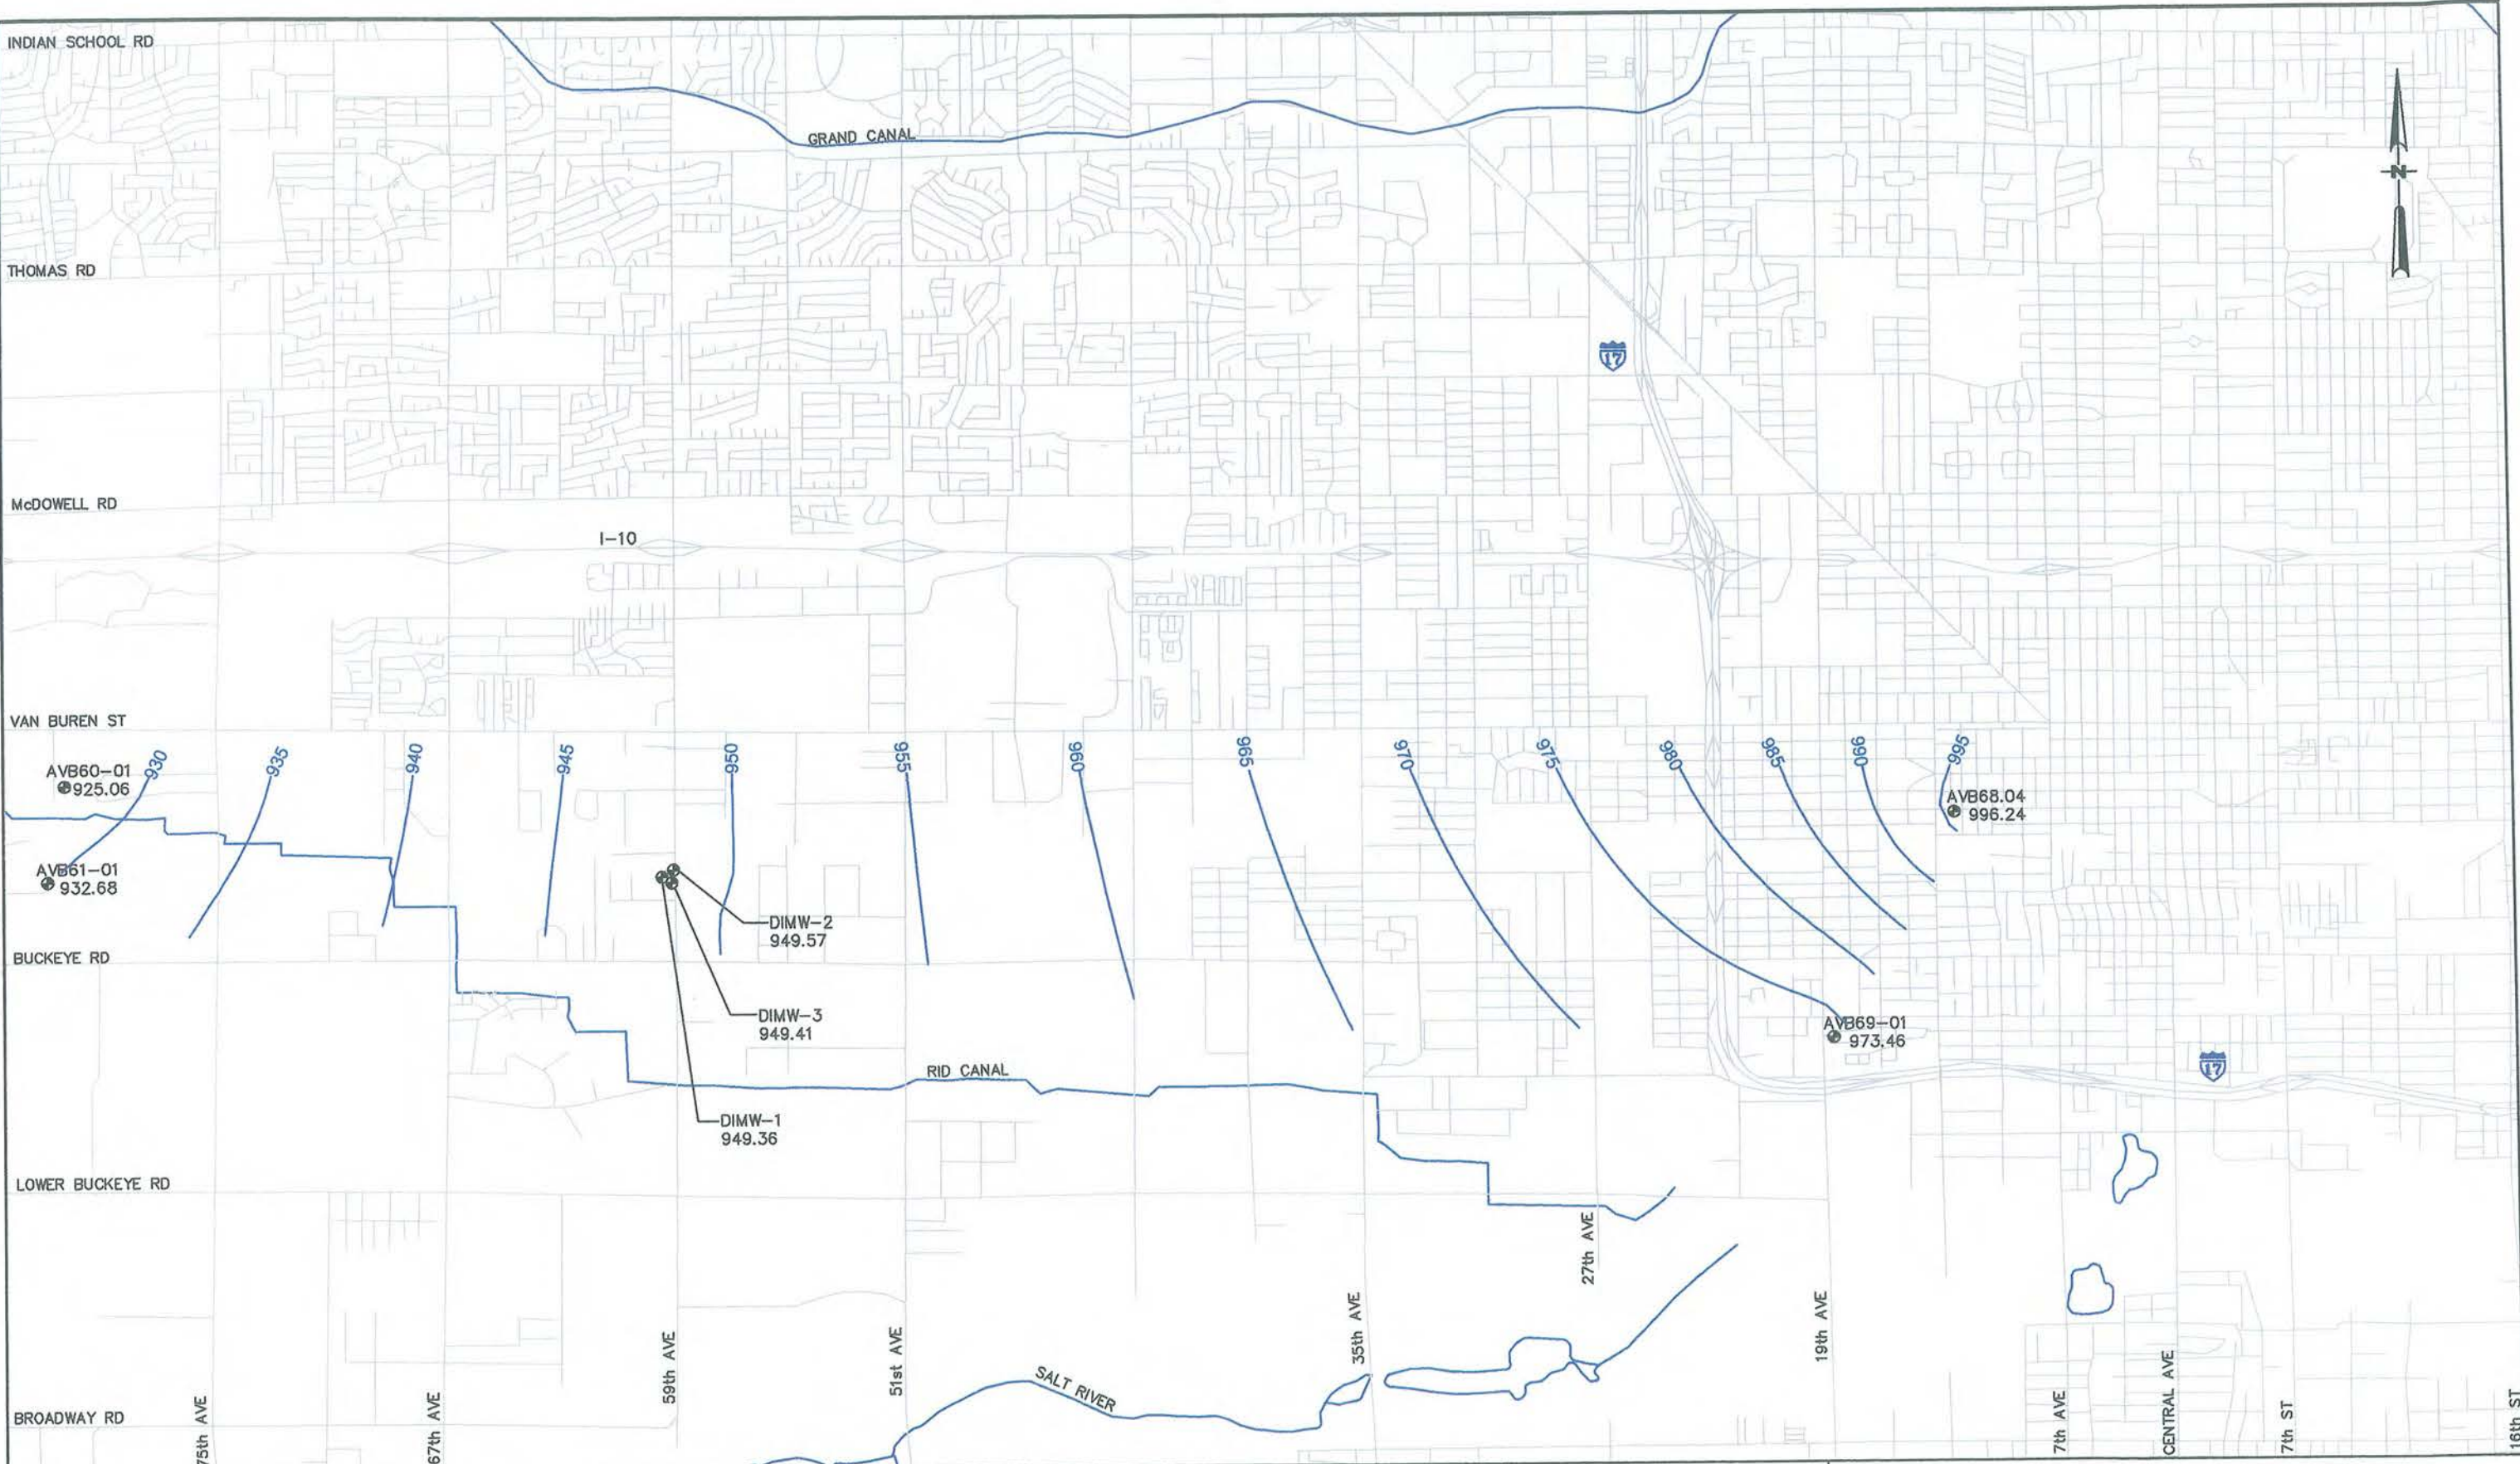 INDIAN SCHOOL RD
GRAND CANAL
N
THOMAS RD
17
McDOWELL RD
I-10
VAN BUREN ST
930
935
940
945
950
955
960
965
970
975
980
985
990
995
AVB60-01
925.06
AVB68.04
996.24
AVB61-01
932.68
DIMW-2
949.57
BUCKEYE RD
DIMW-3
949.41
AVB69-01
973.46
RID CANAL
17
DIMW-1
949.36
LOWER BUCKEYE RD
SALT RIVER
BROADWAY RD
75th AVE
67th AVE
59th AVE
51st AVE
35th AVE
27th AVE
19th AVE
7th AVE
CENTRAL AVE
7th ST
16th ST